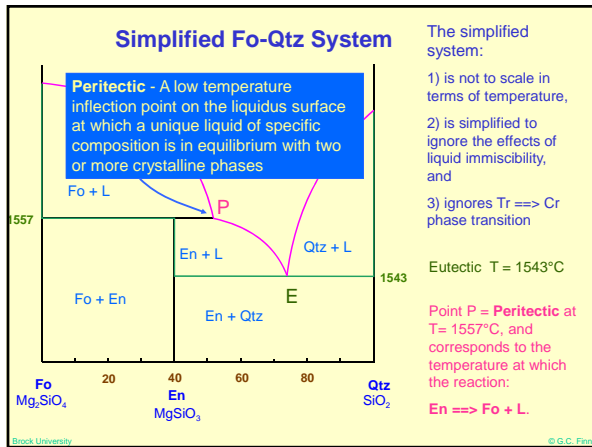 Simplified Fo-Qtz System
Peritectic - A low temperature
inflection point on the liquidus surface
at which a unique liquid of specific
composition is in equilibrium with two
or more crystalline phases
Fo + L
P
1557
En + L
Qtz + L
1543
E
Fo + En
En + Qtz
20
40
60
80
Fo
Mg₂SiO₄
En
MgSiO₃
Qtz
SiO₂
The simplified
system:
1) is not to scale in
terms of temperature,
2) is simplified to
ignore the effects of
liquid immiscibility,
and
3) ignores Tr ==> Cr
phase transition
Eutectic T = 1543°C
Point P = Peritectic at
T= 1557°C, and
corresponds to the
temperature at which
the reaction:
En ==> Fo + L.
Brock University
© G.C. Finn